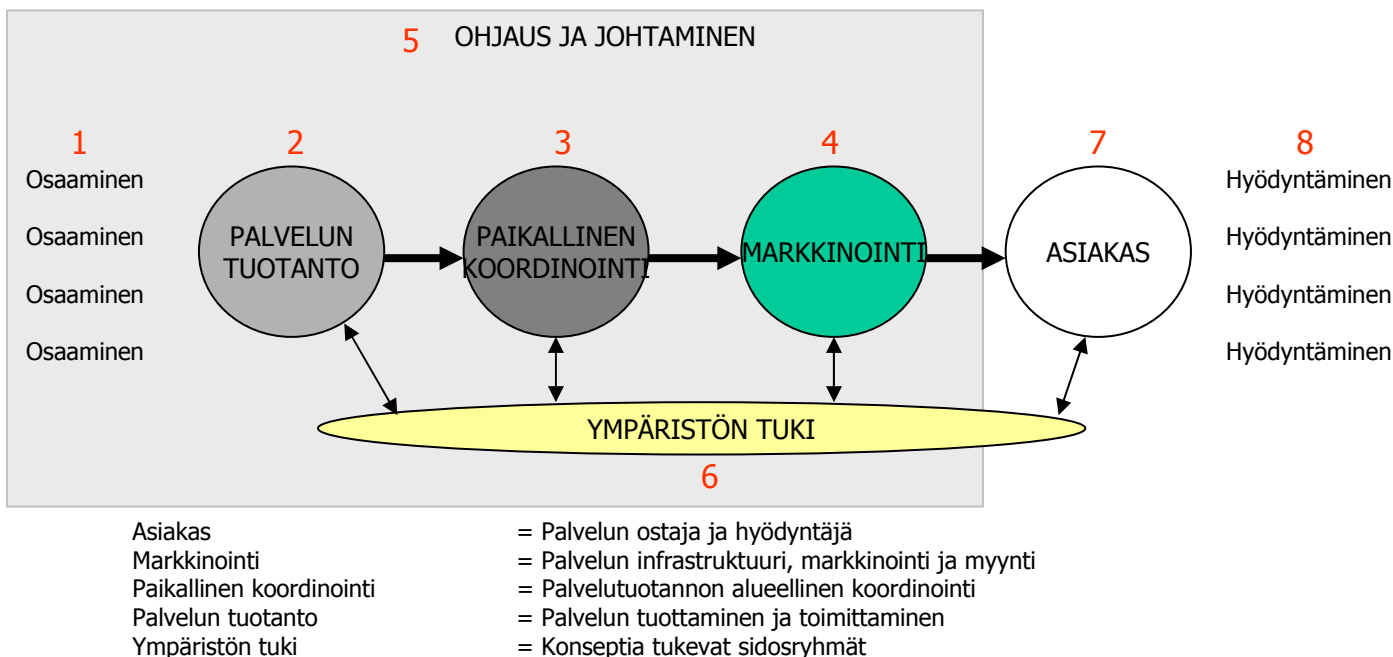 5 OHJAUS JA JOHTAMINEN
1 2 3 4 7 8
Osaaminen Hyödyntäminen
Osaaminen Hyödyntäminen
Osaaminen Hyödyntäminen
Osaaminen Hyödyntäminen
PALVELUN
TUOTANTO
PAIKALLINEN
KOORDINOINTI
MARKKINOINTI
ASIAKAS
YMPÄRISTÖN TUKI
6
Asiakas = Palvelun ostaja ja hyödyntäjä
Markkinointi = Palvelun infrastruktuuri, markkinointi ja myynti
Paikallinen koordinointi = Palvelutuotannon alueellinen koordinointi
Palvelun tuotanto = Palvelun tuottaminen ja toimittaminen
Ympäristön tuki = Konseptia tukevat sidosryhmät